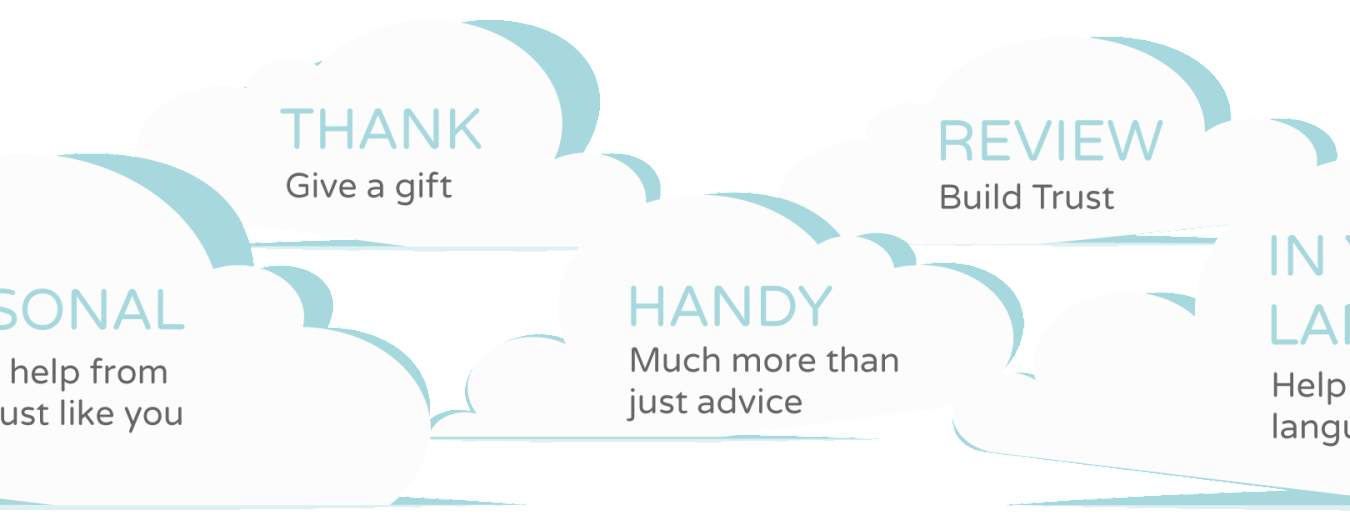 THANK
Give a gift
REVIEW
Build Trust
SONAL
help from
ust like you
HANDY
Much more than
just advice
IN
LA
Help
langu